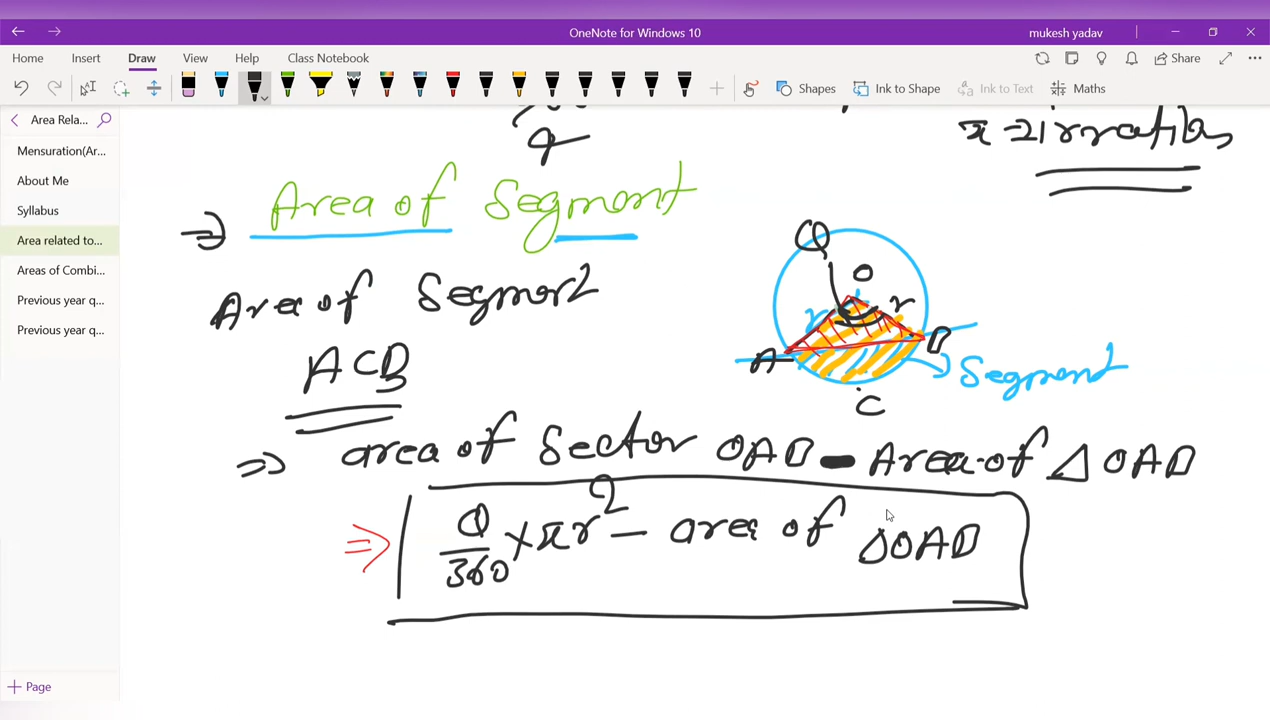 OneNote for Windows 10
mukesh yadav
Home Insert Draw View Help Class Notebook
Share
Shapes
Ink to Shape
Ink to Text
Maths
Area Rela...
Mensuration(Ar...
About Me
Syllabus
Area related to...
Areas of Combi...
Previous year q...
Previous year q...
Page
q
Area of Segment
Area of Segment
ACB
Q
O
r
r
A
B
C
Segment
⇒ area of Sector OAB - Area of △ OAB
⇒ Q/360 × πr² - area of △OAB